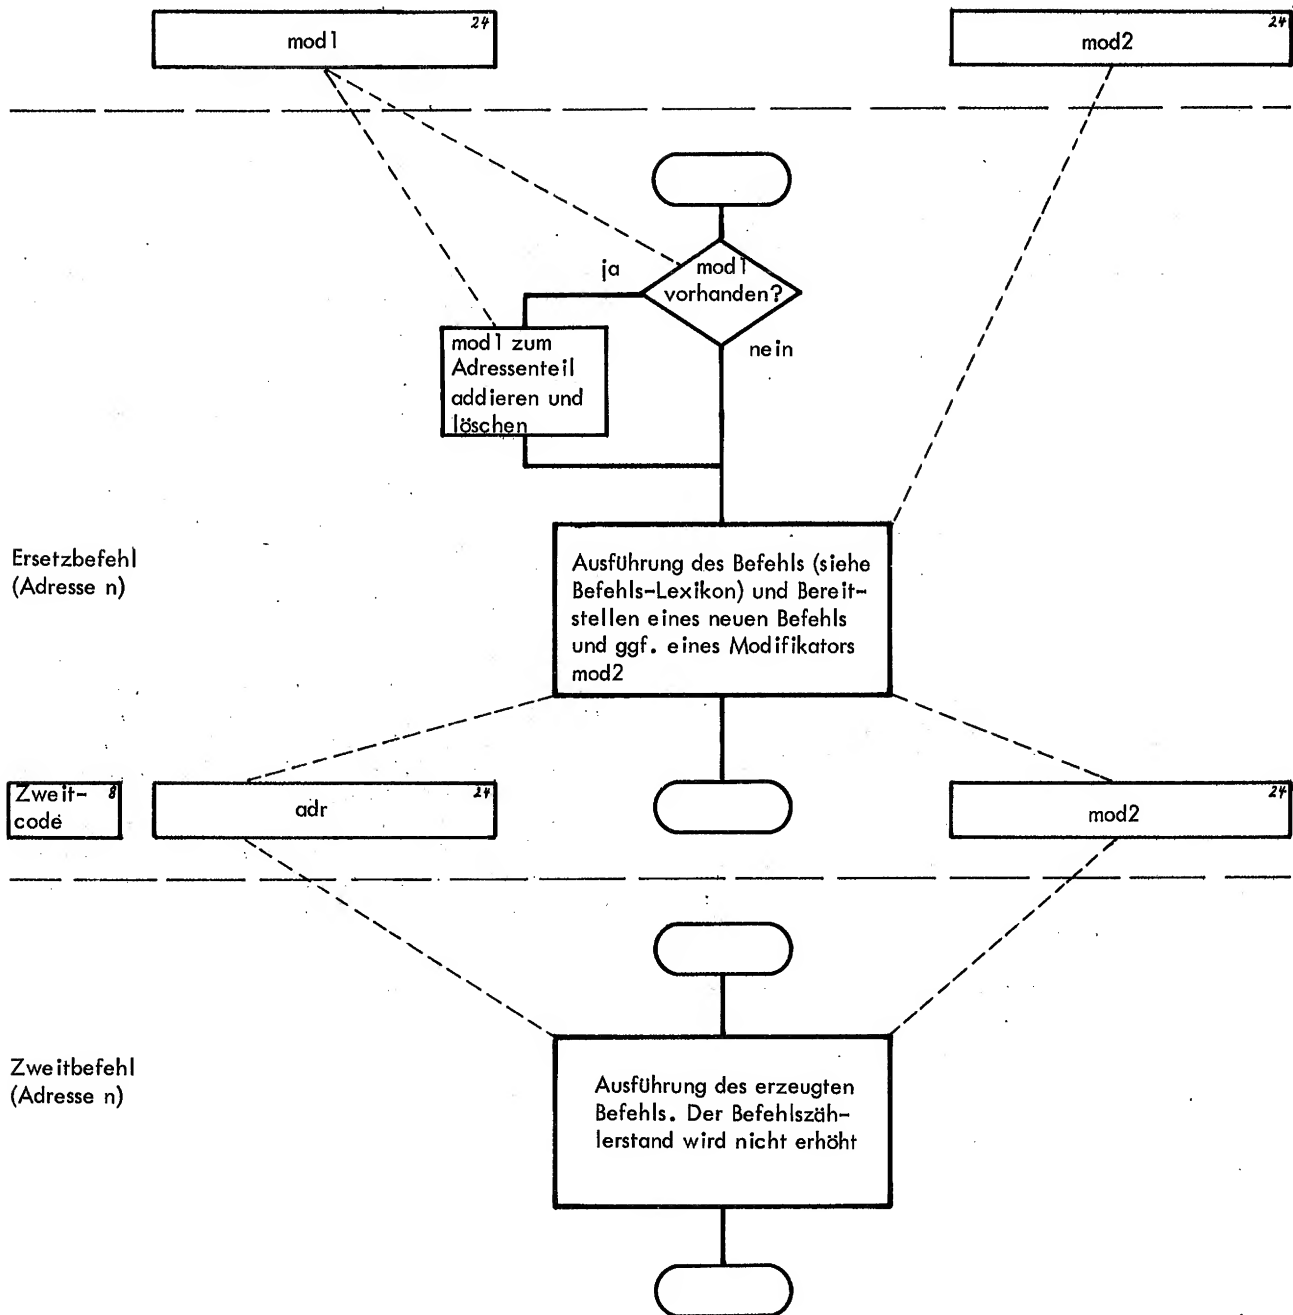 24
mod1
24
mod2
mod1
vorhanden?
ja
nein
mod1 zum
Adressenteil
addieren und
löschen
Ersetzbefehl
(Adresse n)
Ausführung des Befehls (siehe
Befehls-Lexikon) und Bereit-
stellen eines neuen Befehls
und ggf. eines Modifikators
mod2
Zweit-
code
8
adr
24
mod2
24
Zweitbefehl
(Adresse n)
Ausführung des erzeugten
Befehls. Der Befehlszäh-
lerstand wird nicht erhöht